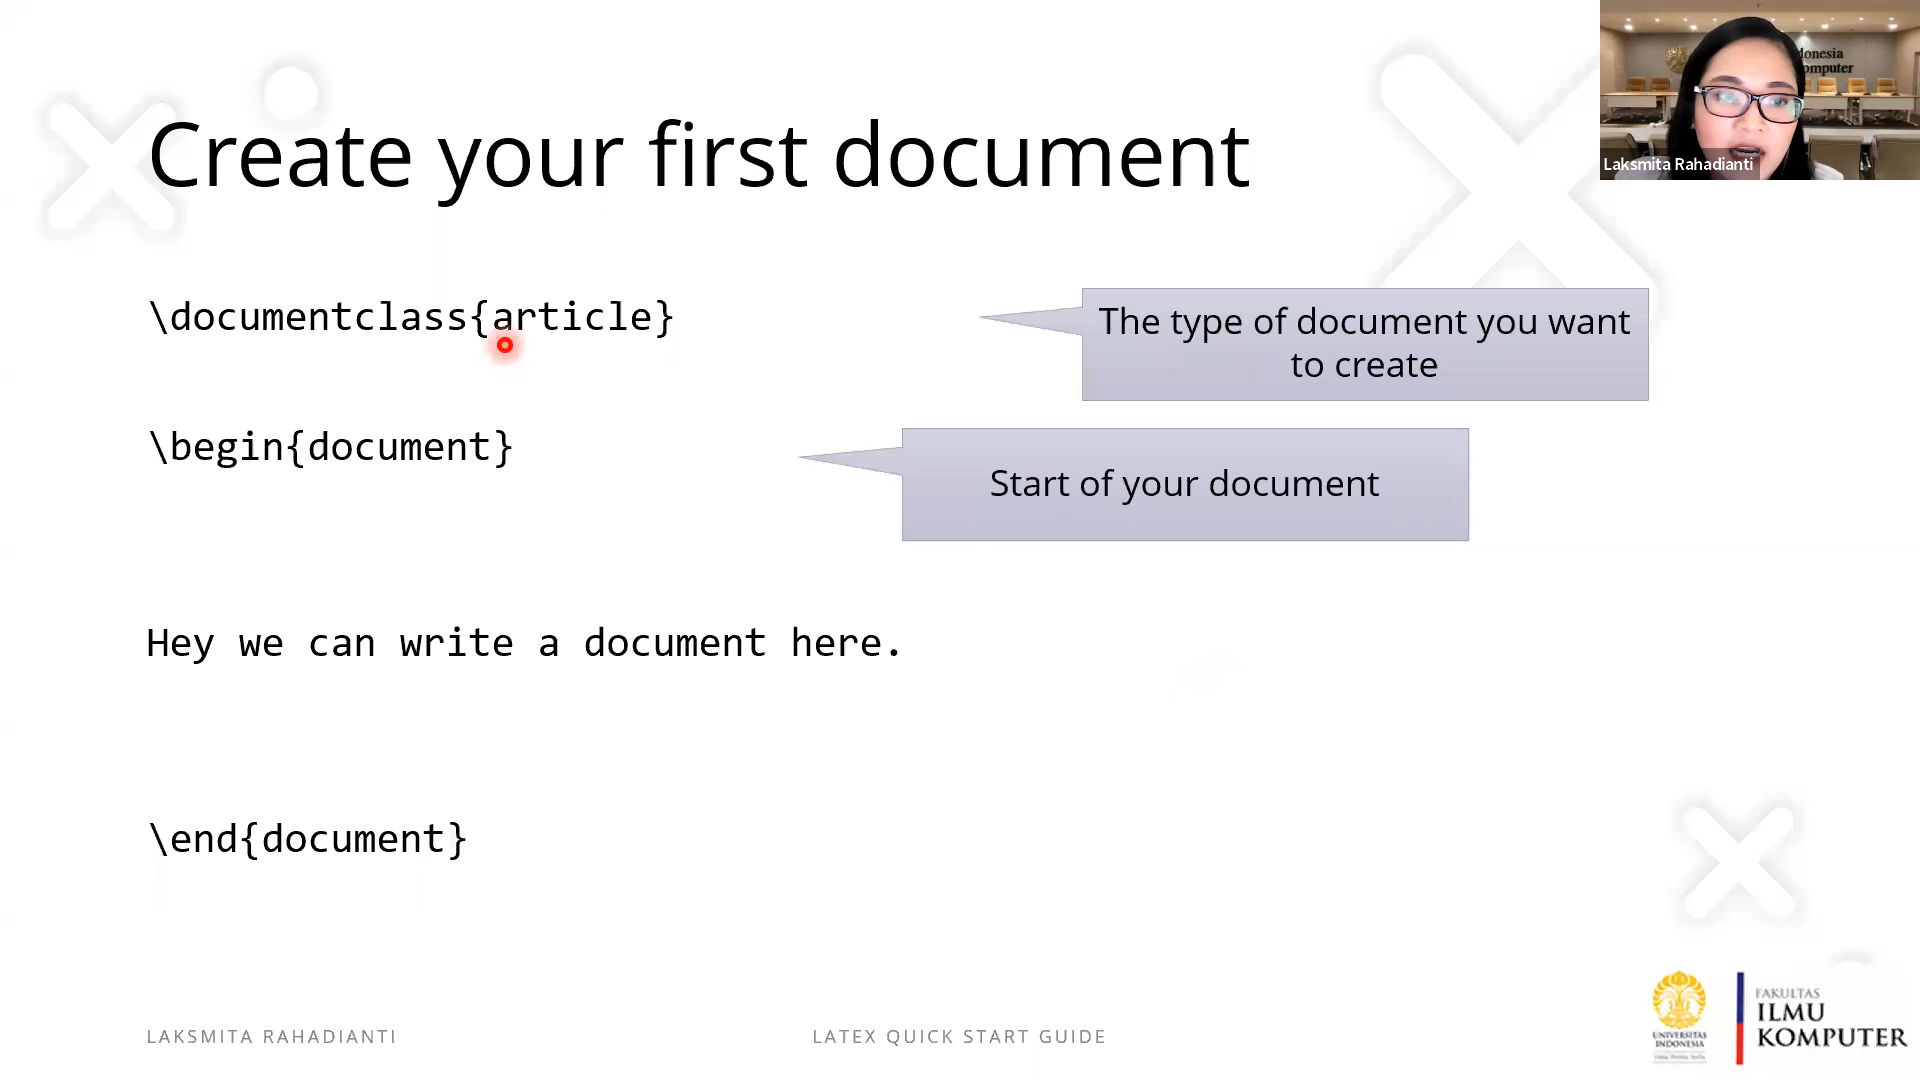 donesia
omputer
Laksmita Rahadianti
Create your first document
\documentclass{article}
The type of document you want
to create
\begin{document}
Start of your document
Hey we can write a document here.
\end{document}
LAKSMITA RAHADIANTI
LATEX QUICK START GUIDE
UNIVERSITAS
INDONESIA
FAKULTAS
ILMU
KOMPUTER